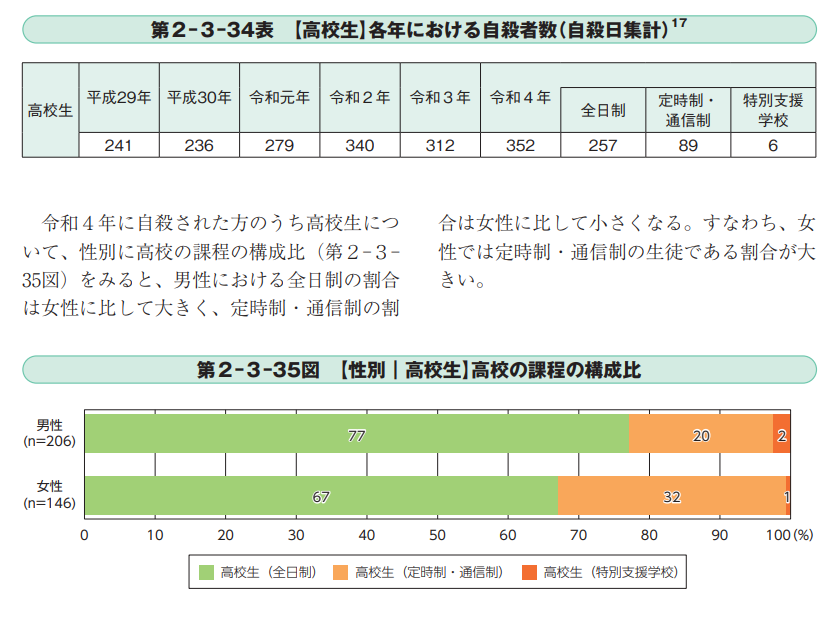 第2-3-34表 【高校生】各年における自殺者数(自殺日集計)17
高校生 平成29年 平成30年 令和元年 令和2年 令和3年 令和4年 全日制 定時制・通信制 特別支援学校
241 236 279 340 312 352 257 89 6
令和4年に自殺された方のうち高校生につ
いて、性別に高校の課程の構成比(第2-3-
35図)をみると、男性における全日制の割合
は女性に比して大きく、定時制・通信制の割
合は女性に比して小さくなる。すなわち、女
性では定時制・通信制の生徒である割合が大
きい。
第2-3-35図 【性別|高校生】高校の課程の構成比
男性
(n=206)
77 20 2
女性
(n=146)
67 32 1
0 10 20 30 40 50 60 70 80 90 100(%)
高校生(全日制) 高校生(定時制・通信制) 高校生(特別支援学校)